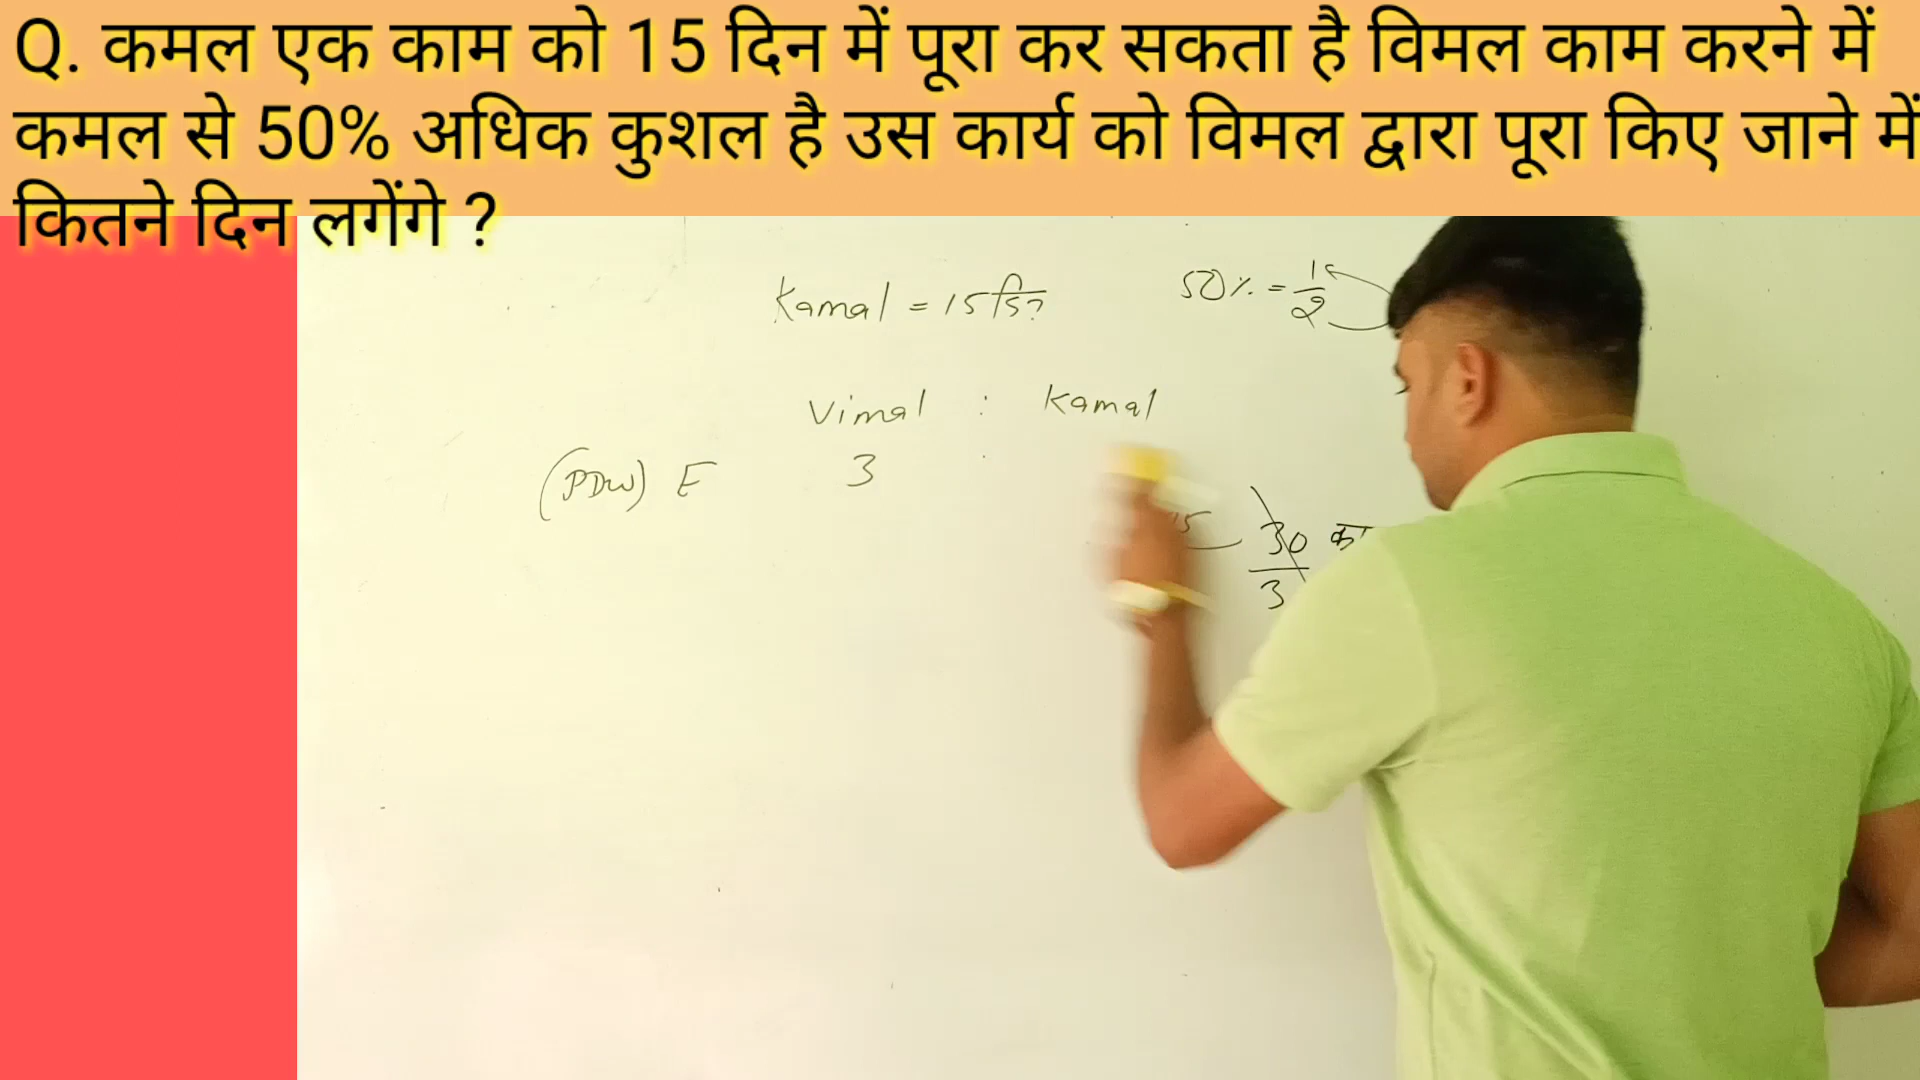 Q. कमल एक काम को 15 दिन में पूरा कर सकता है विमल काम करने में
कमल से 50% अधिक कुशल है उस कार्य को विमल द्वारा पूरा किए जाने में
कितने दिन लगेंगे ?
Kamal = 15 दिन
50% = 1/2
Vimal : Kamal
(PDW) E 3 :
15 30
3